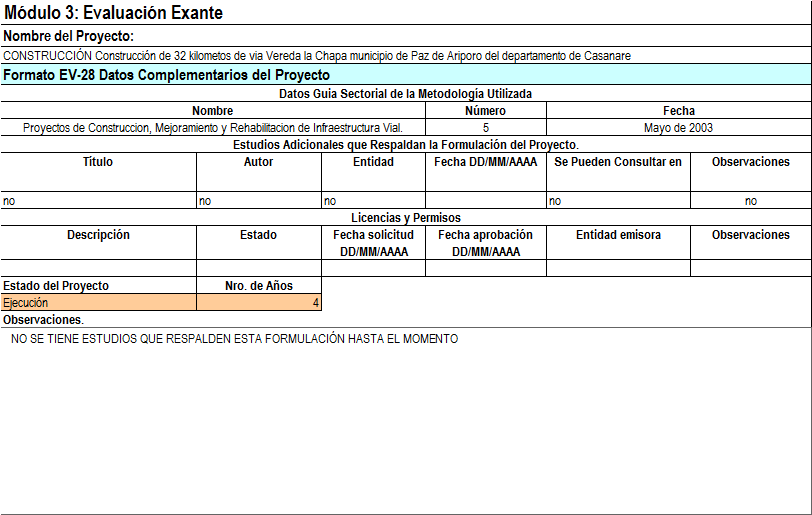 Módulo 3: Evaluación Exante
Nombre del Proyecto:
CONSTRUCCIÓN Construcción de 32 kilometos de via Vereda la Chapa municipio de Paz de Ariporo del departamento de Casanare
Formato EV-28 Datos Complementarios del Proyecto
Datos Guia Sectorial de la Metodología Utilizada
Nombre Número Fecha
Proyectos de Construccion, Mejoramiento y Rehabilitacion de Infraestructura Vial. 5 Mayo de 2003
Estudios Adicionales que Respaldan la Formulación del Proyecto.
Título Autor Entidad Fecha DD/MM/AAAA Se Pueden Consultar en Observaciones
no no no no no
Licencias y Permisos
Descripción Estado Fecha solicitud Fecha aprobación Entidad emisora Observaciones
DD/MM/AAAA DD/MM/AAAA
Estado del Proyecto Nro. de Años
Ejecución 4
Observaciones.
NO SE TIENE ESTUDIOS QUE RESPALDEN ESTA FORMULACIÓN HASTA EL MOMENTO